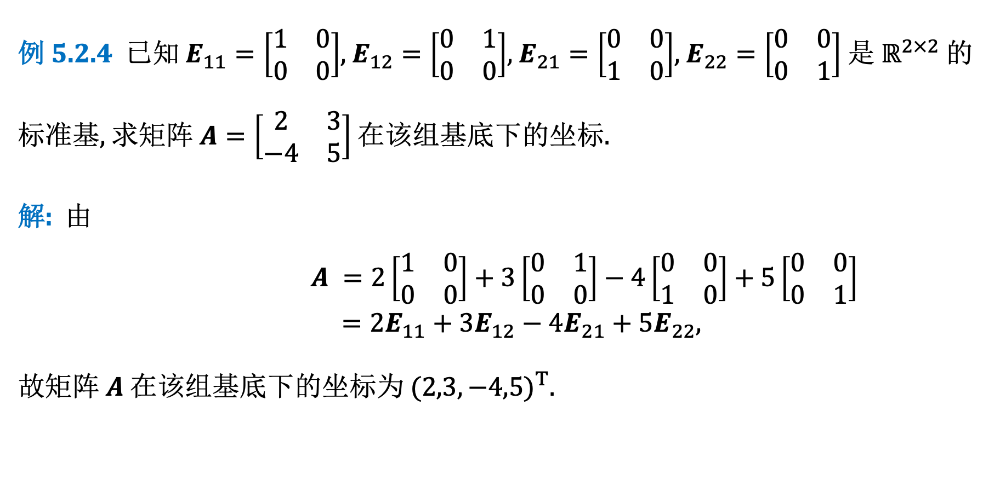 例 5.2.4 已知 $\boldsymbol{E}_{11} = \begin{bmatrix} 1 & 0 \\ 0 & 0 \end{bmatrix}, \boldsymbol{E}_{12} = \begin{bmatrix} 0 & 1 \\ 0 & 0 \end{bmatrix}, \boldsymbol{E}_{21} = \begin{bmatrix} 0 & 0 \\ 1 & 0 \end{bmatrix}, \boldsymbol{E}_{22} = \begin{bmatrix} 0 & 0 \\ 0 & 1 \end{bmatrix}$ 是 $\mathbb{R}^{2\times 2}$ 的
标准基, 求矩阵 $\boldsymbol{A} = \begin{bmatrix} 2 & 3 \\ -4 & 5 \end{bmatrix}$ 在该组基底下的坐标.
解: 由
$\boldsymbol{A} = 2\begin{bmatrix} 1 & 0 \\ 0 & 0 \end{bmatrix} + 3\begin{bmatrix} 0 & 1 \\ 0 & 0 \end{bmatrix} - 4\begin{bmatrix} 0 & 0 \\ 1 & 0 \end{bmatrix} + 5\begin{bmatrix} 0 & 0 \\ 0 & 1 \end{bmatrix}$
$= 2\boldsymbol{E}_{11} + 3\boldsymbol{E}_{12} - 4\boldsymbol{E}_{21} + 5\boldsymbol{E}_{22},$
故矩阵 $\boldsymbol{A}$ 在该组基底下的坐标为 $(2,3,-4,5)^{\mathrm{T}}$.